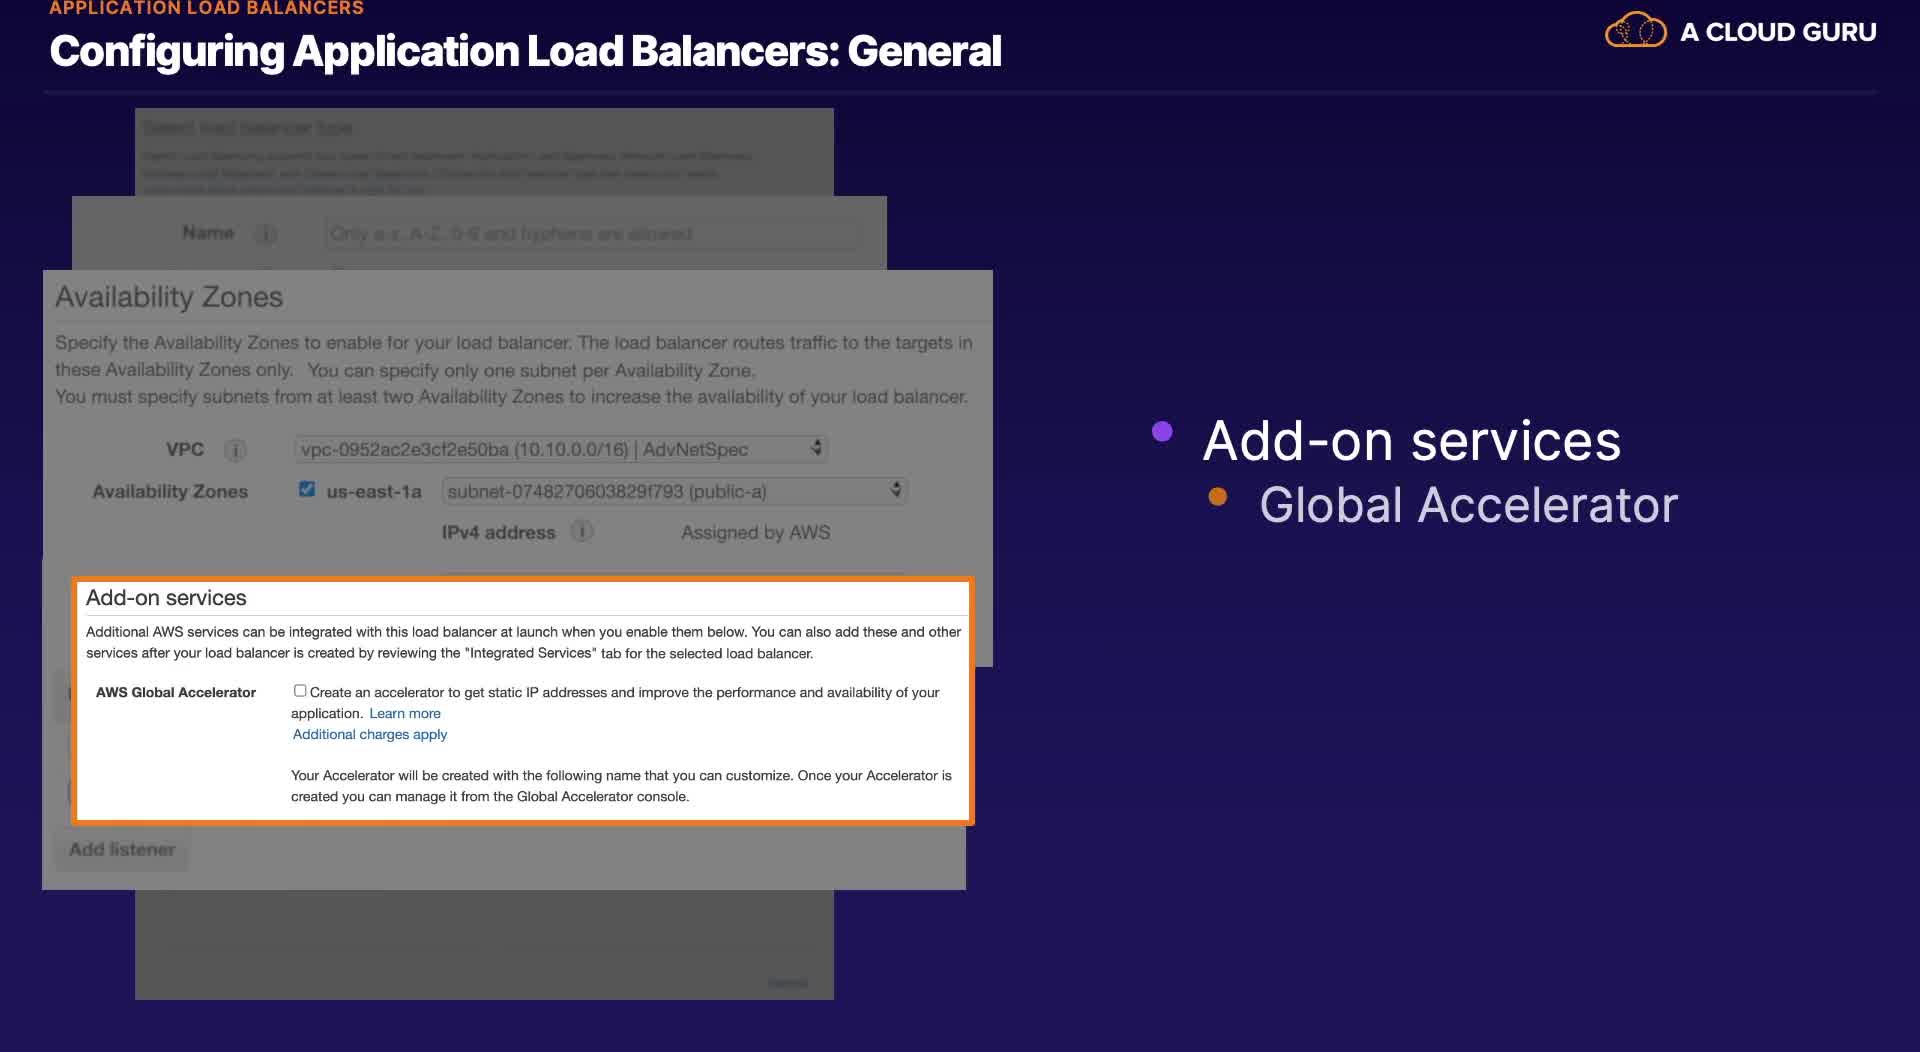 APPLICATION LOAD BALANCERS
Configuring Application Load Balancers: General
A CLOUD GURU
Select load balancer type
Name
Only a-z, A-Z, 0-9 and hyphens are allowed
Availability Zones
Specify the Availability Zones to enable for your load balancer. The load balancer routes traffic to the targets in
these Availability Zones only. You can specify only one subnet per Availability Zone.
You must specify subnets from at least two Availability Zones to increase the availability of your load balancer.
VPC
vpc-0952ac2e3cf2e50ba (10.10.0.0/16) | AdvNetSpec
Availability Zones
us-east-1a
subnet-0748270603829f793 (public-a)
IPv4 address
Assigned by AWS
Add-on services
Additional AWS services can be integrated with this load balancer at launch when you enable them below. You can also add these and other
services after your load balancer is created by reviewing the "Integrated Services" tab for the selected load balancer.
AWS Global Accelerator
Create an accelerator to get static IP addresses and improve the performance and availability of your
application. Learn more
Additional charges apply
Your Accelerator will be created with the following name that you can customize. Once your Accelerator is
created you can manage it from the Global Accelerator console.
Add listener
Add-on services
Global Accelerator